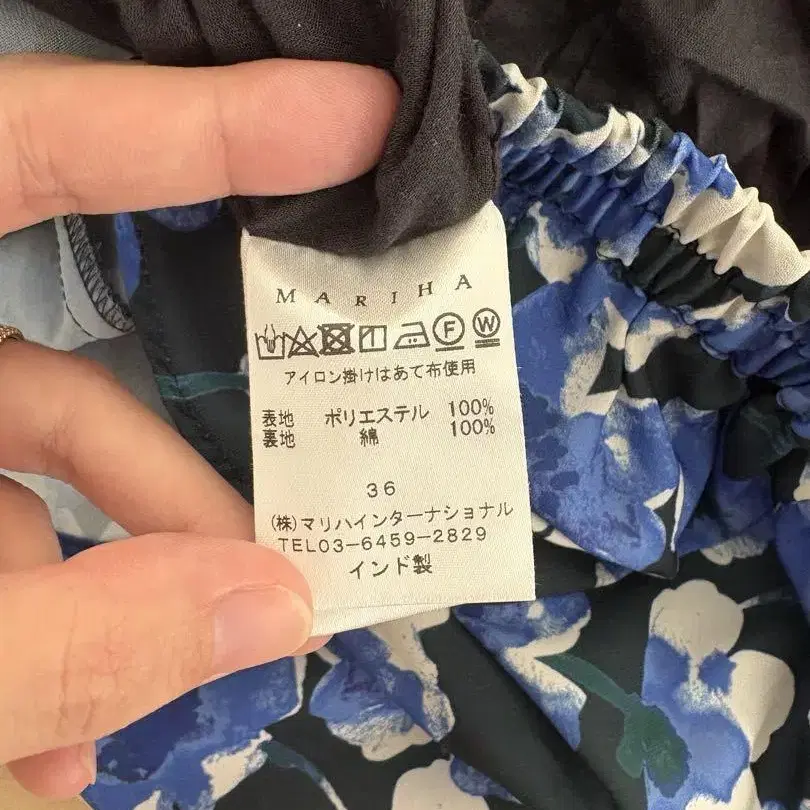 MARIHA
F W
アイロン掛けはあて布使用
表地 ポリエステル 100%
裏地 綿 100%
36
(株)マリハインターナショナル
TEL03-6459-2829
インド製